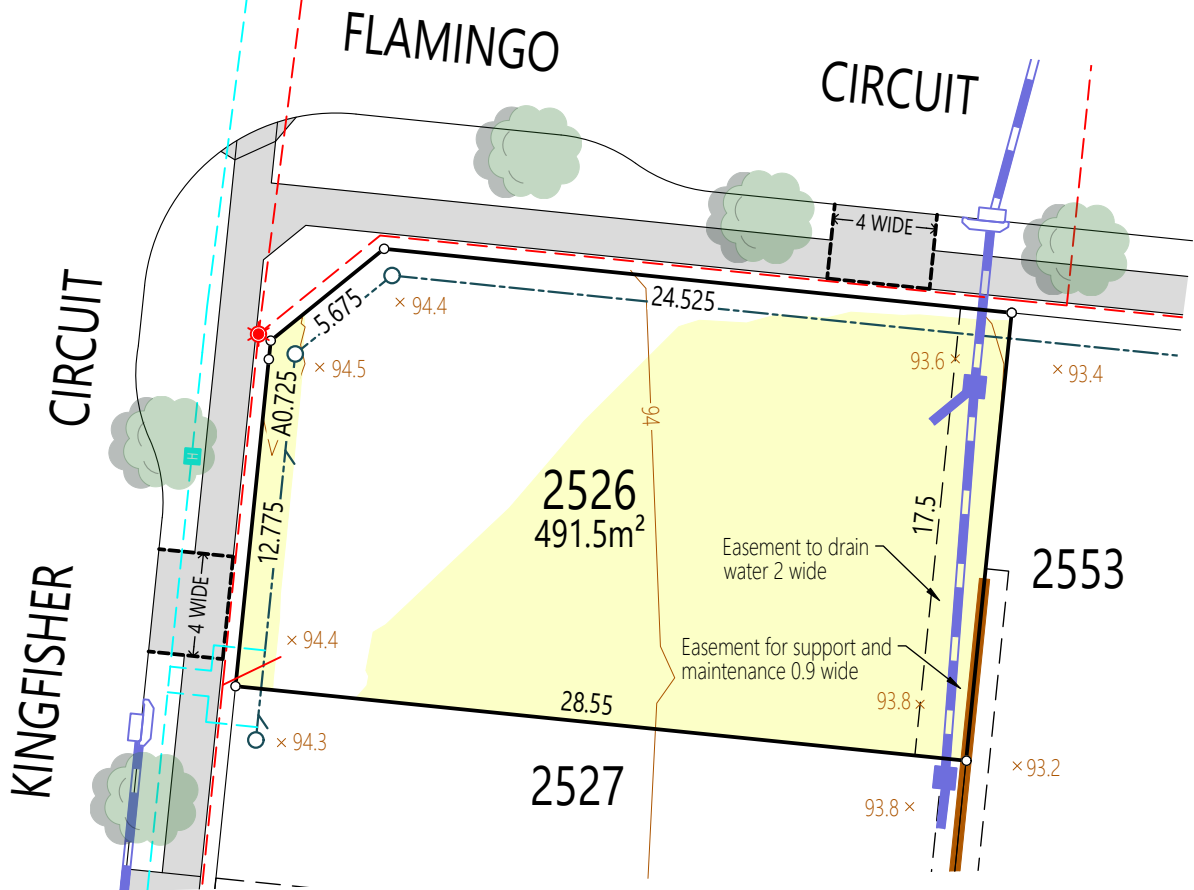 FLAMINGO
CIRCUIT
4 WIDE
5.675
24.525
× 94.4
× 94.5
93.6 ×
× 93.4
CIRCUIT
A0.725
94
2526
491.5m²
12.775
17.5
Easement to drain
water 2 wide
2553
H
4 WIDE
KINGFISHER
× 94.4
Easement for support and
maintenance 0.9 wide
28.55
93.8 ×
× 94.3
2527
× 93.2
93.8 ×